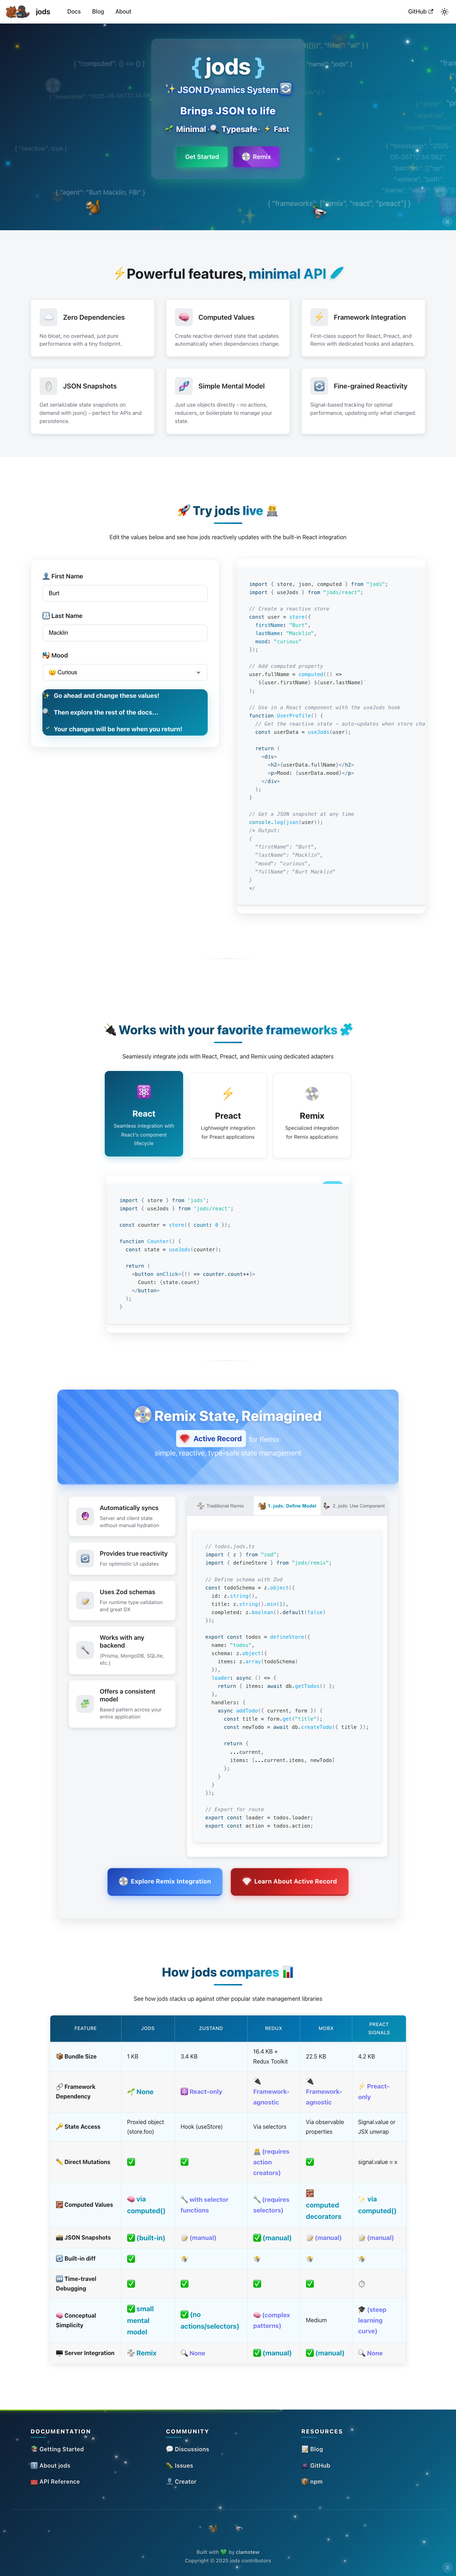 jods
Docs
Blog
About
GitHub
{ jods }
JSON Dynamics System
Brings JSON to life
Minimal · Typesafe · Fast
Get Started
Remix
{ computed: () => }
{ reactive: true }
{ agent: "Burt Macklin, FBI" }
{ frameworks: ["remix", "react", "preact"] }
Powerful features, minimal API
Zero Dependencies
No bloat, no overhead, just pure
performance with a tiny footprint.
Computed Values
Create reactive derived state that updates
automatically when dependencies change.
Framework Integration
First-class support for React, Preact, and
Remix with dedicated hooks and adapters.
JSON Snapshots
Get serializable state snapshots on
demand with json() – perfect for APIs and
persistence.
Simple Mental Model
Just use objects directly - no actions,
reducers, or boilerplate to manage your
state.
Fine-grained Reactivity
Signal-based tracking for optimal
performance, updating only what changed.
Try jods live
Edit the values below and see how jods reactively updates with the built-in React integration
First Name
Burt
Last Name
Macklin
Mood
Curious
Go ahead and change these values!
Then explore the rest of the docs...
Your changes will be here when you return!
import { store, json, computed } from "jods";
import { useJods } from "jods/react";
// Create a reactive store
const user = store({
firstName: "Burt",
lastName: "Macklin",
mood: "curious"
});
// Add computed property
user.fullName = computed(() =>
`${user.firstName} ${user.lastName}`
);
// Use in a React component with the useJods hook
function UserProfile() {
// Get the reactive state – auto-updates when store cha
const userData = useJods(user);
return (
<div>
<h2>{userData.fullName}</h2>
<p>Mood: {userData.mood}</p>
</div>
);
}
// Get a JSON snapshot at any time
console.log(json(user));
/* Output:
{
"firstName": "Burt",
"lastName": "Macklin",
"mood": "curious",
"fullName": "Burt Macklin"
}
*/
Works with your favorite frameworks
Seamlessly integrate jods with React, Preact, and Remix using dedicated adapters
React
Seamless integration with
React's component
lifecycle
Preact
Lightweight integration
for Preact applications
Remix
Specialized integration
for Remix applications
import { store } from 'jods';
import { useJods } from 'jods/react';
const counter = store({ count: 0 });
function Counter() {
const state = useJods(counter);
return (
<button onClick={() => counter.count++}>
Count: {state.count}
</button>
);
}
Remix State, Reimagined
Active Record for Remix:
simple, reactive, type-safe state management
Automatically syncs
Server and client state
without manual hydration
Provides true reactivity
For optimistic UI updates
Uses Zod schemas
For runtime type validation
and great DX
Works with any
backend
(Prisma, MongoDB, SQLite,
etc.)
Offers a consistent
model
Based pattern across your
entire application
Traditional Remix
1. jods: Define Model
2. jods: Use Component
// todos.jods.ts
import { z } from "zod";
import { defineStore } from "jods/remix";
// Define schema with Zod
const todoSchema = z.object({
id: z.string(),
title: z.string().min(1),
completed: z.boolean().default(false)
});
export const todos = defineStore({
name: "todos",
schema: z.object({
items: z.array(todoSchema)
}),
loader: async () => {
return { items: await db.getTodos() };
},
handlers: {
async addTodo({ current, form }) {
const title = form.get("title");
const newTodo = await db.createTodo({ title });
return {
...current,
items: [...current.items, newTodo]
};
}
}
});
// Export for route
export const loader = todos.loader;
export const action = todos.action;
Explore Remix Integration
Learn About Active Record
How jods compares
See how jods stacks up against other popular state management libraries
FEATURE JODS ZUSTAND REDUX MOBX PREACT SIGNALS
Bundle Size 1 KB 3.4 KB 16.4 KB + Redux Toolkit 22.5 KB 4.2 KB
Framework Dependency None React-only Framework-agnostic Framework-agnostic Preact-only
State Access Proxied object (store.foo) Hook (useStore) Via selectors Via observable properties Signal.value or JSX unwrap
Direct Mutations ✅ ✅ (requires action creators) ✅ signal.value = x
Computed Values via computed() with selector functions (requires selectors) computed decorators via computed()
JSON Snapshots ✅ (built-in) (manual) ✅ (manual) (manual) (manual)
Built-in diff ✅
Time-travel Debugging ✅ ✅ ✅ ✅
Conceptual Simplicity ✅ small mental model ✅ (no actions/selectors) (complex patterns) Medium (steep learning curve)
Server Integration Remix None ✅ (manual) ✅ (manual) None
DOCUMENTATION
Getting Started
About jods
API Reference
COMMUNITY
Discussions
Issues
Creator
RESOURCES
Blog
GitHub
npm
Built with 💚 by clamstew
Copyright © 2025 jods contributors